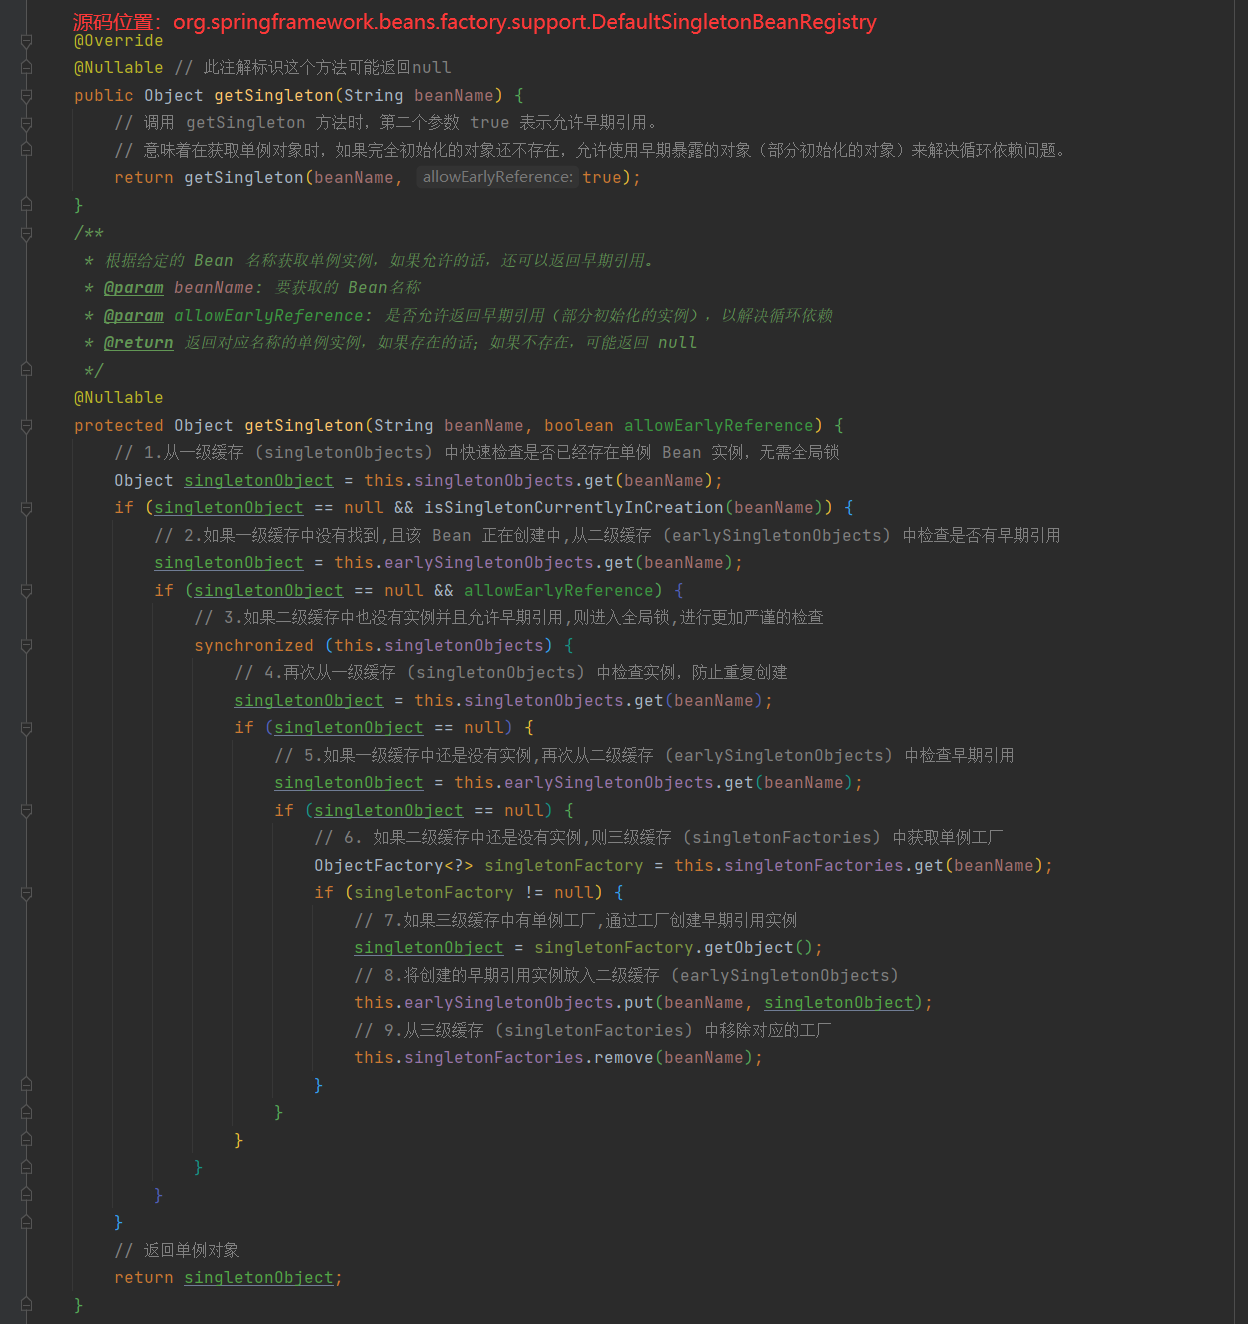 源码位置：org.springframework.beans.factory.support.DefaultSingletonBeanRegistry
@Override
@Nullable // 此注解标识这个方法可能返回null
public Object getSingleton(String beanName) {
// 调用 getSingleton 方法时，第二个参数 true 表示允许早期引用。
// 意味着在获取单例对象时，如果完全初始化的对象还不存在，允许使用早期暴露的对象（部分初始化的对象）来解决循环依赖问题。
return getSingleton(beanName, allowEarlyReference: true);
}
/**
* 根据给定的 Bean 名称获取单例实例，如果允许的话，还可以返回早期引用。
* @param beanName: 要获取的 Bean名称
* @param allowEarlyReference: 是否允许返回早期引用（部分初始化的实例），以解决循环依赖
* @return 返回对应名称的单例实例，如果存在的话；如果不存在，可能返回 null
*/
@Nullable
protected Object getSingleton(String beanName, boolean allowEarlyReference) {
// 1.从一级缓存 (singletonObjects) 中快速检查是否已经存在单例 Bean 实例，无需全局锁
Object singletonObject = this.singletonObjects.get(beanName);
if (singletonObject == null && isSingletonCurrentlyInCreation(beanName)) {
// 2.如果一级缓存中没有找到,且该 Bean 正在创建中,从二级缓存 (earlySingletonObjects) 中检查是否有早期引用
singletonObject = this.earlySingletonObjects.get(beanName);
if (singletonObject == null && allowEarlyReference) {
// 3.如果二级缓存中也没有实例并且允许早期引用,则进入全局锁,进行更加严谨的检查
synchronized (this.singletonObjects) {
// 4.再次从一级缓存 (singletonObjects) 中检查实例，防止重复创建
singletonObject = this.singletonObjects.get(beanName);
if (singletonObject == null) {
// 5.如果一级缓存中还是没有实例,再次从二级缓存 (earlySingletonObjects) 中检查早期引用
singletonObject = this.earlySingletonObjects.get(beanName);
if (singletonObject == null) {
// 6. 如果二级缓存中还是没有实例,则三级缓存 (singletonFactories) 中获取单例工厂
ObjectFactory<?> singletonFactory = this.singletonFactories.get(beanName);
if (singletonFactory != null) {
// 7.如果三级缓存中有单例工厂,通过工厂创建早期引用实例
singletonObject = singletonFactory.getObject();
// 8.将创建的早期引用实例放入二级缓存 (earlySingletonObjects)
this.earlySingletonObjects.put(beanName, singletonObject);
// 9.从三级缓存 (singletonFactories) 中移除对应的工厂
this.singletonFactories.remove(beanName);
}
}
}
}
}
}
// 返回单例对象
return singletonObject;
}